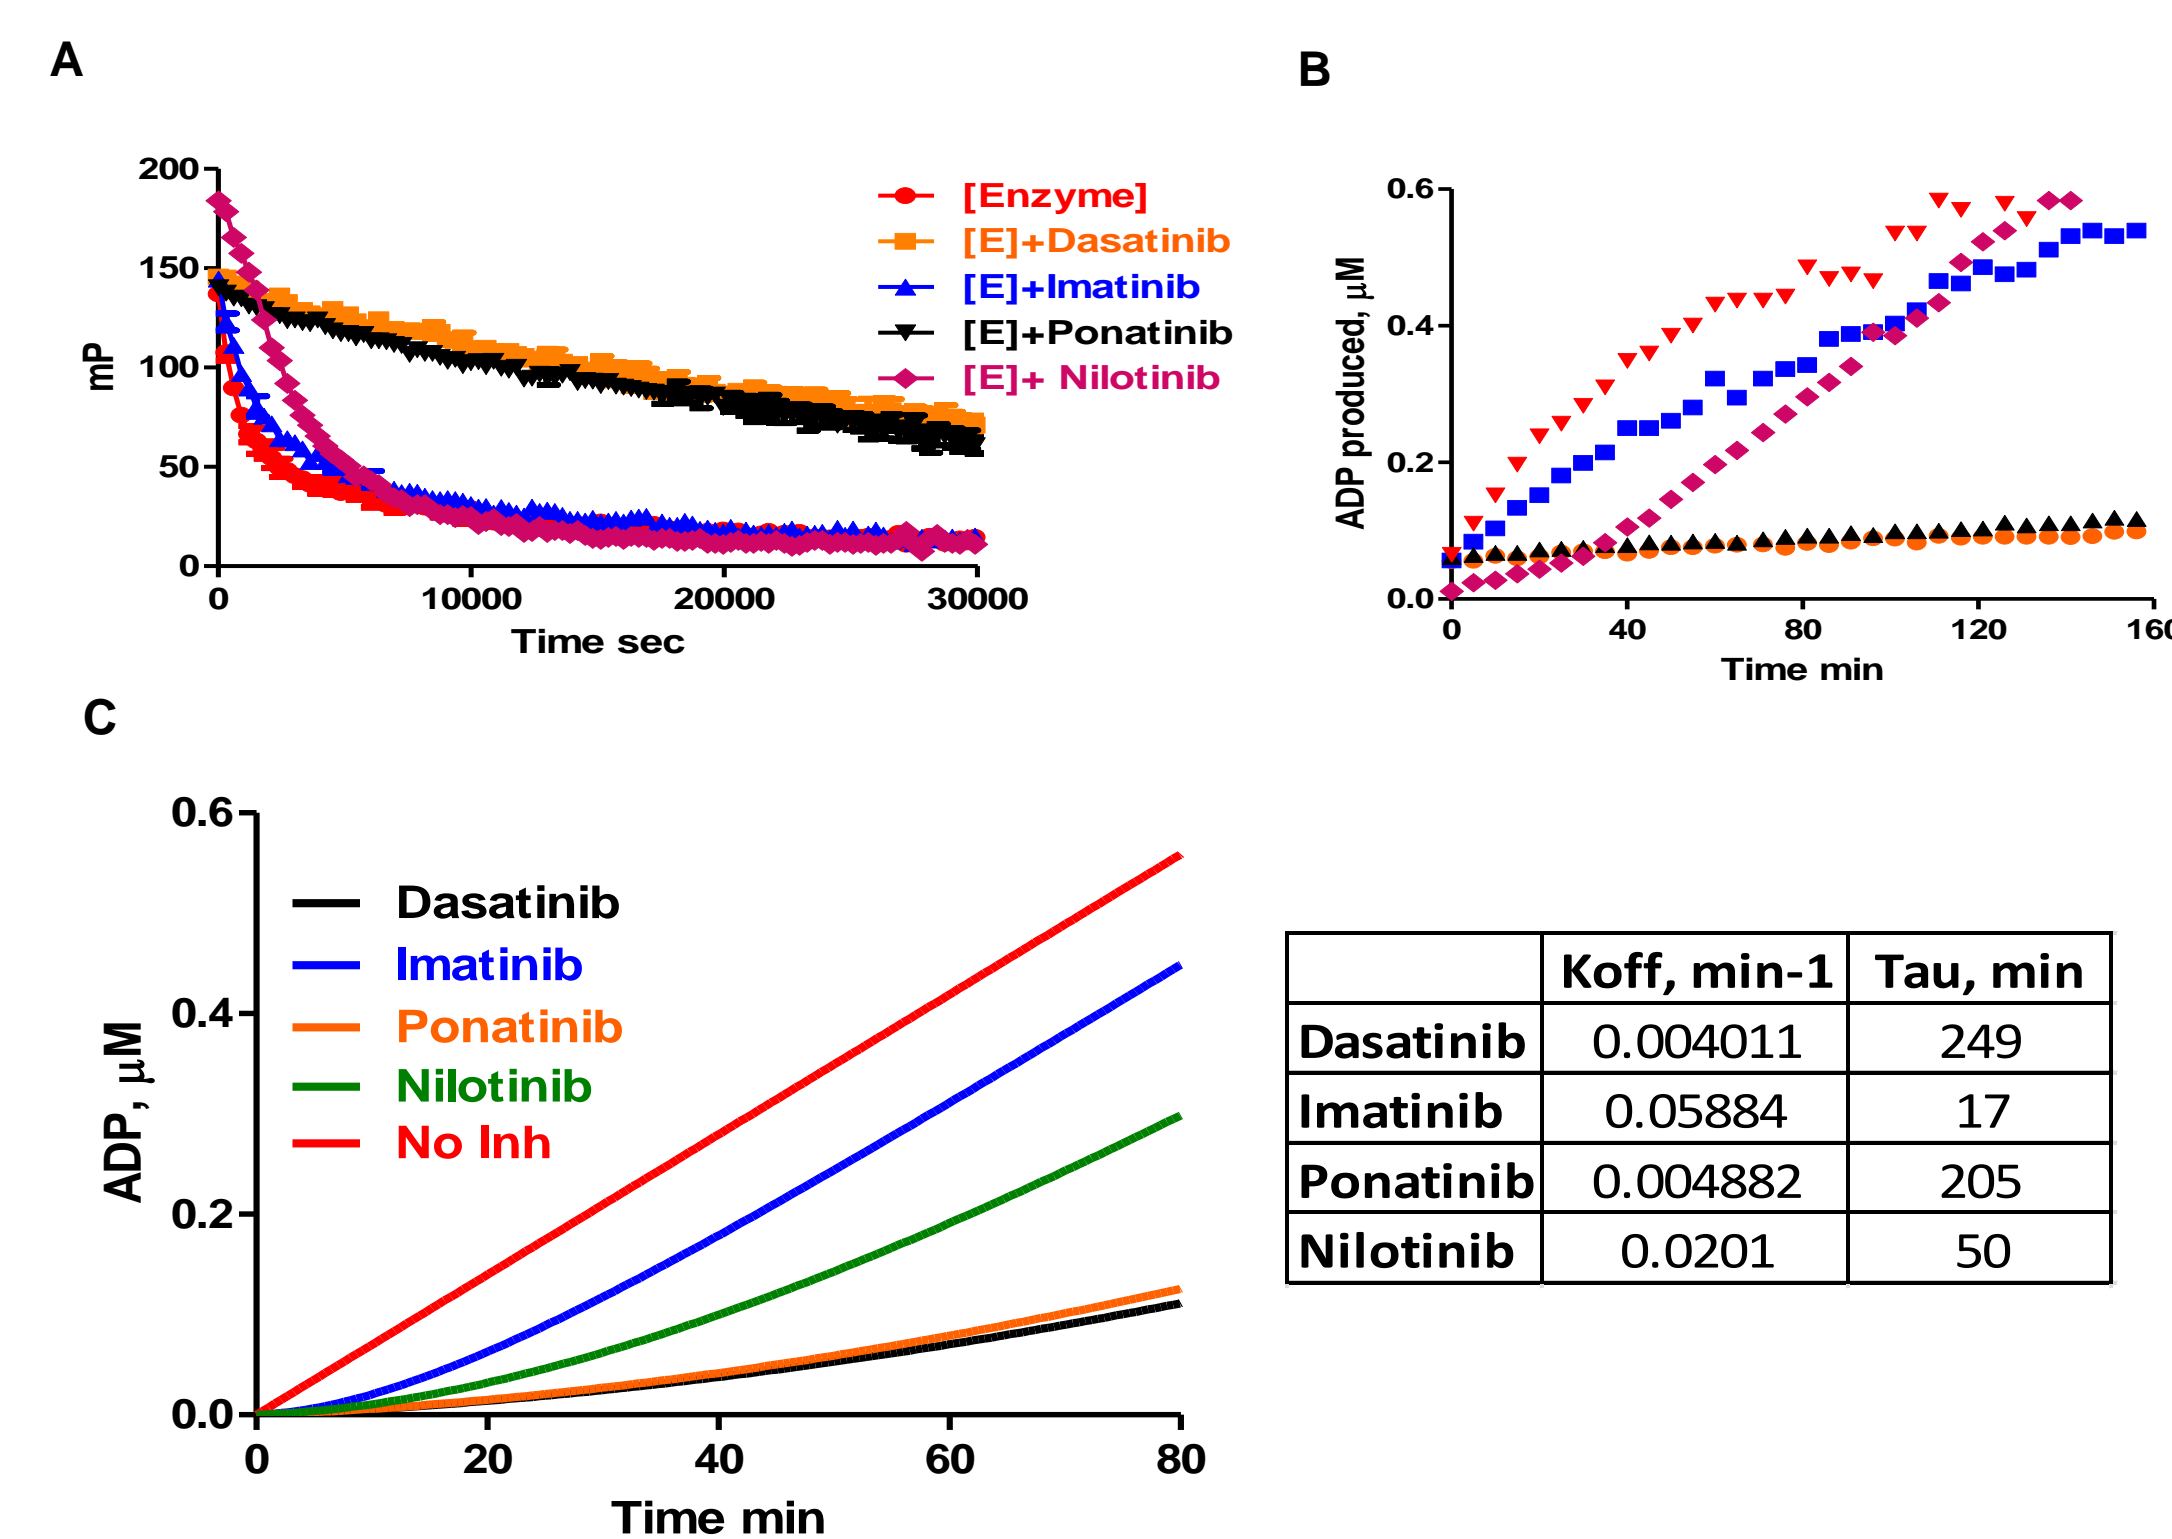 A
200
150
100
50
0
mP
0 10000 20000 30000
Time sec
[Enzyme]
[E]+Dasatinib
[E]+Imatinib
[E]+Ponatinib
[E]+ Nilotinib
B
0.6
0.4
0.2
0.0
ADP produced, µM
0 40 80 120 160
Time min
C
0.6
0.4
0.2
0.0
ADP, µM
Dasatinib
Imatinib
Ponatinib
Nilotinib
No Inh
0 20 40 60 80
Time min
Koff, min-1 Tau, min
Dasatinib 0.004011 249
Imatinib 0.05884 17
Ponatinib 0.004882 205
Nilotinib 0.0201 50